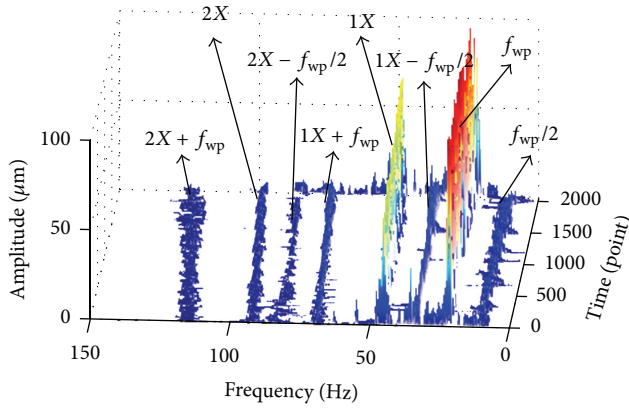 2X
1X
f_wp
2X − f_wp/2
1X − f_wp/2
2X + f_wp
1X + f_wp
f_wp/2
100
50
0
Amplitude (μm)
2000
1500
1000
500
0
Time (point)
150
100
50
0
Frequency (Hz)